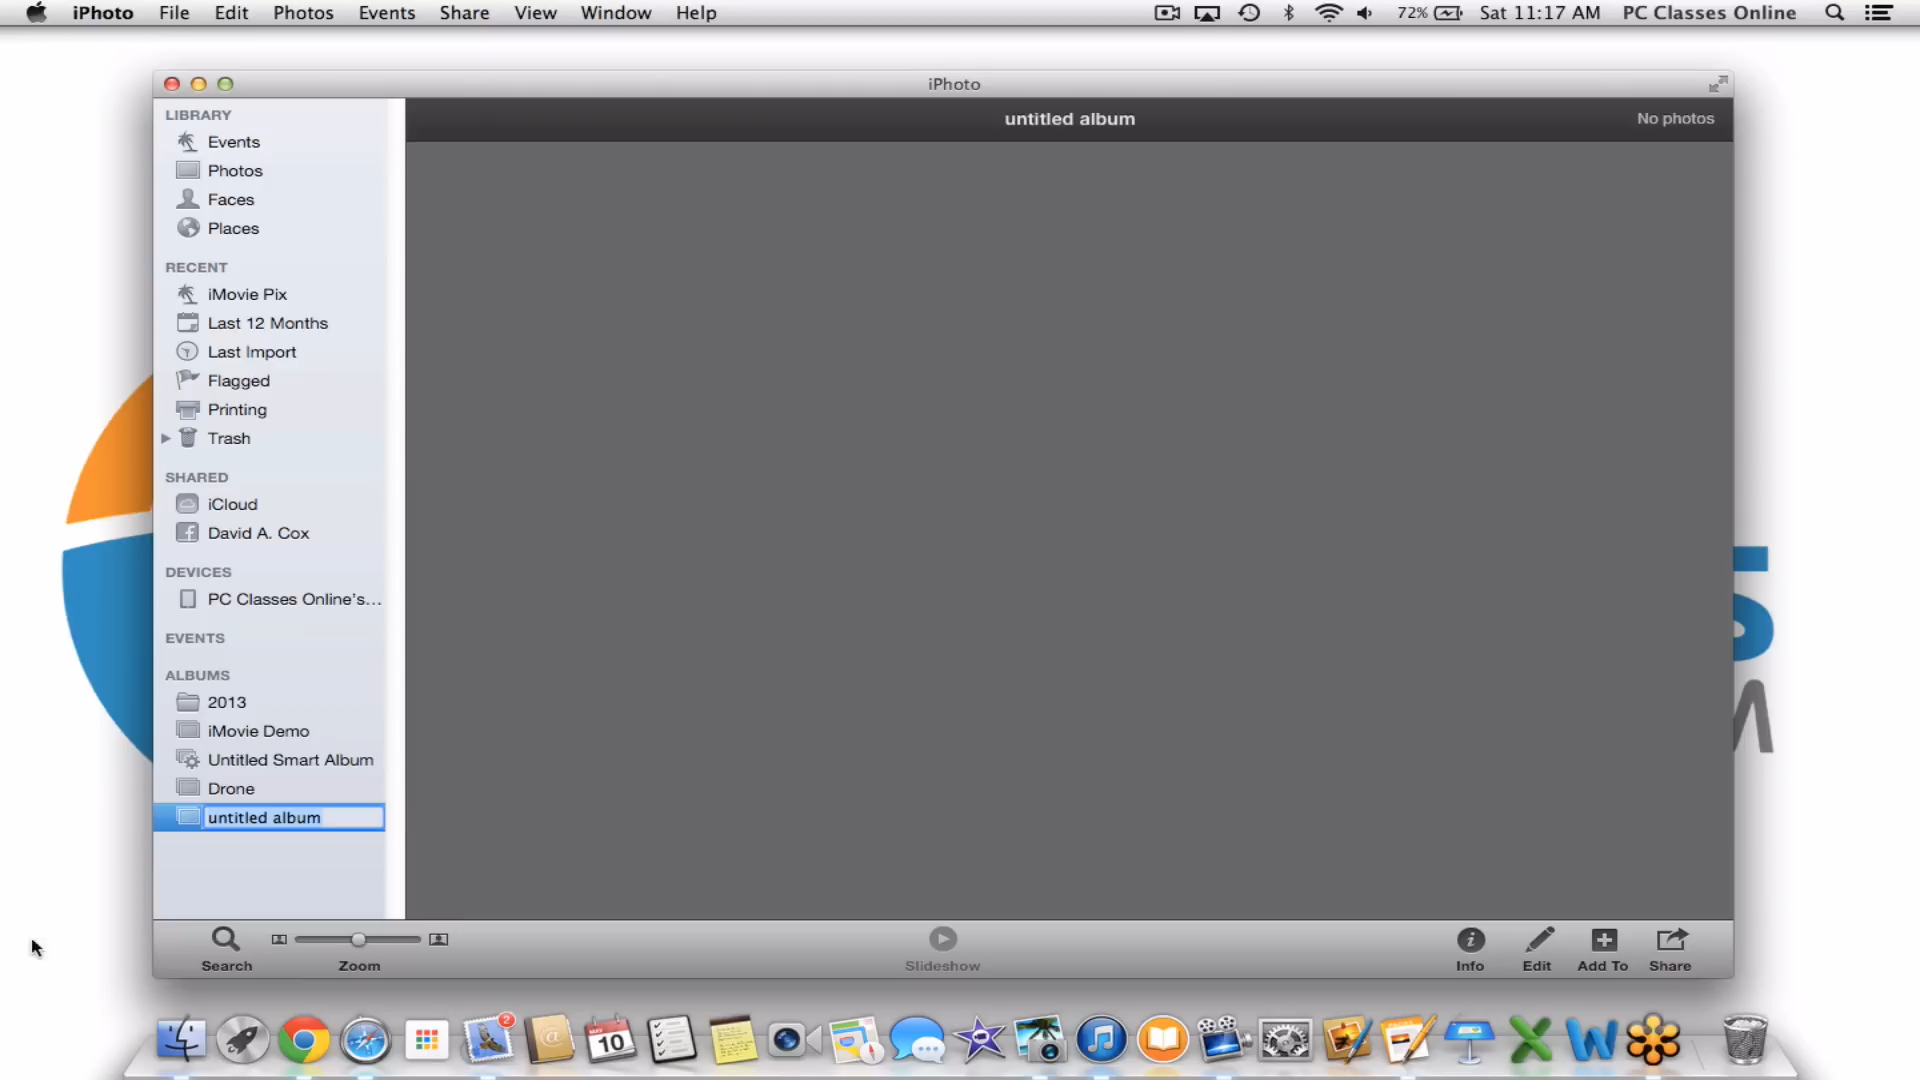 iPhoto File Edit Photos Events Share View Window Help 72% Sat 11:17 AM PC Classes Online
iPhoto
LIBRARY
Events
Photos
Faces
Places
RECENT
iMovie Pix
Last 12 Months
Last Import
Flagged
Printing
Trash
SHARED
iCloud
David A. Cox
DEVICES
PC Classes Online's...
EVENTS
ALBUMS
2013
iMovie Demo
Untitled Smart Album
Drone
untitled album
untitled album
No photos
Search
Zoom
Slideshow
Info
Edit
Add To
Share
2
10
S